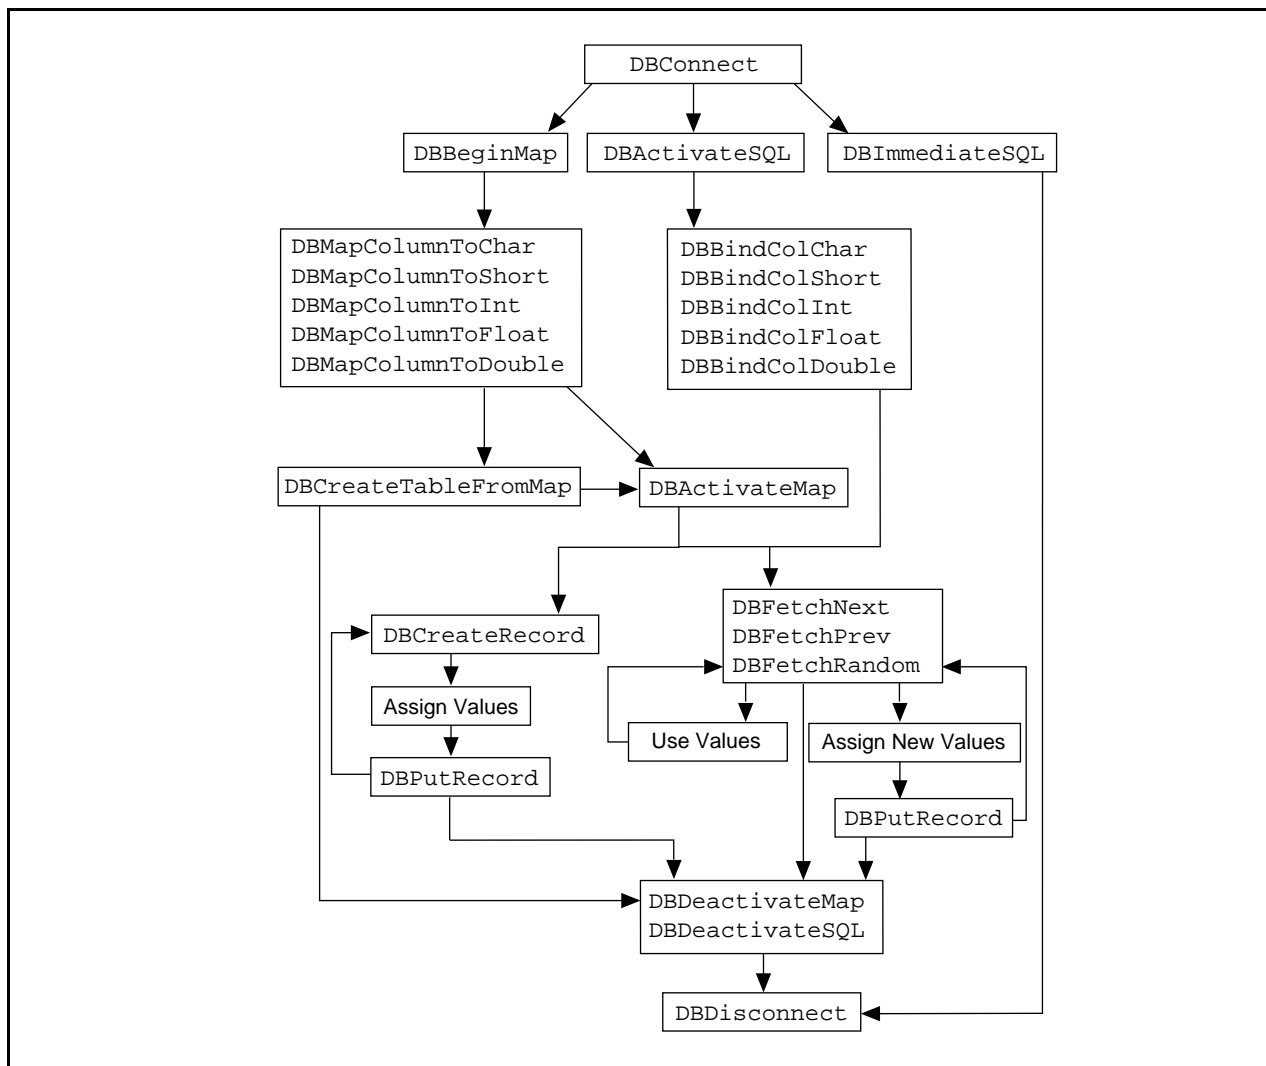 DBConnect
DBBeginMap
DBActivateSQL
DBImmediateSQL
DBMapColumnToChar
DBMapColumnToShort
DBMapColumnToInt
DBMapColumnToFloat
DBMapColumnToDouble
DBBindColChar
DBBindColShort
DBBindColInt
DBBindColFloat
DBBindColDouble
DBCreateTableFromMap
DBActivateMap
DBFetchNext
DBFetchPrev
DBFetchRandom
DBCreateRecord
Assign Values
DBPutRecord
Use Values
Assign New Values
DBPutRecord
DBDeactivateMap
DBDeactivateSQL
DBDisconnect